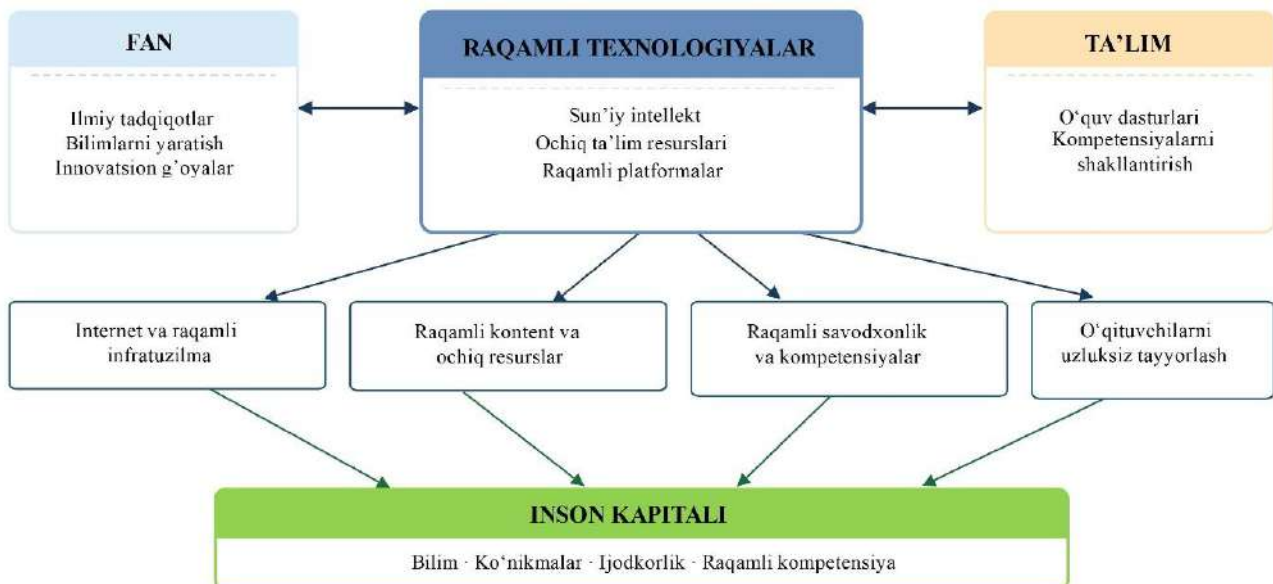 FAN
Ilmiy tadqiqotlar
Bilimlarni yaratish
Innovatsion g’oyalar
RAQAMLI TEXNOLOGIYALAR
Sun’iy intellekt
Ochiq ta’lim resurslari
Raqamli platformalar
TA’LIM
O‘quv dasturlari
Kompetensiyalarni
shakllantirish
Internet va raqamli
infratuzilma
Raqamli kontent va
ochiq resurslar
Raqamli savodxonlik
va kompetensiyalar
O‘qituvchilarni
uzluksiz tayyorlash
INSON KAPITALI
Bilim · Ko‘nikmalar · Ijodkorlik · Raqamli kompetensiya